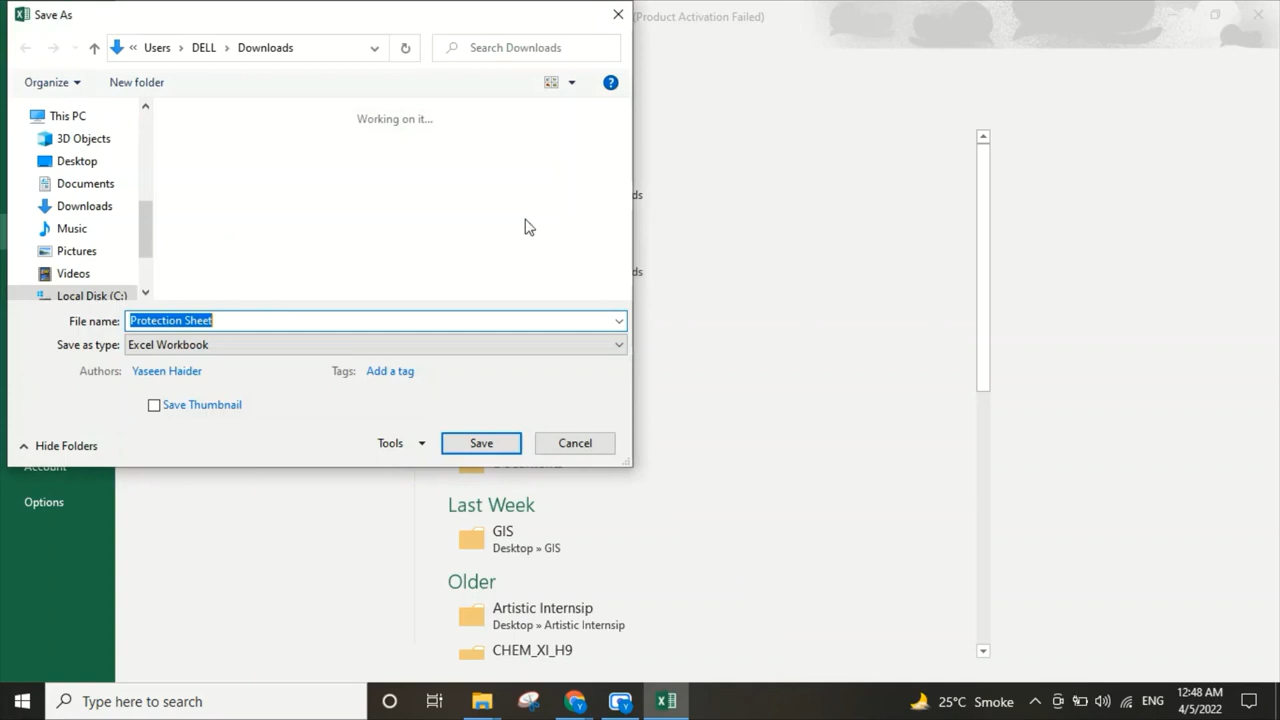 Save As
(Product Activation Failed)
Users
DELL
Downloads
Search Downloads
Organize
New folder
This PC
3D Objects
Desktop
Documents
Downloads
Music
Pictures
Videos
Local Disk (C:)
Working on it...
ds
ds
File name: Protection Sheet
Save as type: Excel Workbook
Authors: Yaseen Haider
Tags: Add a tag
Save Thumbnail
Hide Folders
Tools
Save
Cancel
Account
Options
Last Week
GIS
Desktop » GIS
Older
Artistic Internsip
Desktop » Artistic Internsip
CHEM_XI_H9
Type here to search
25°C Smoke
ENG
12:48 AM
4/5/2022